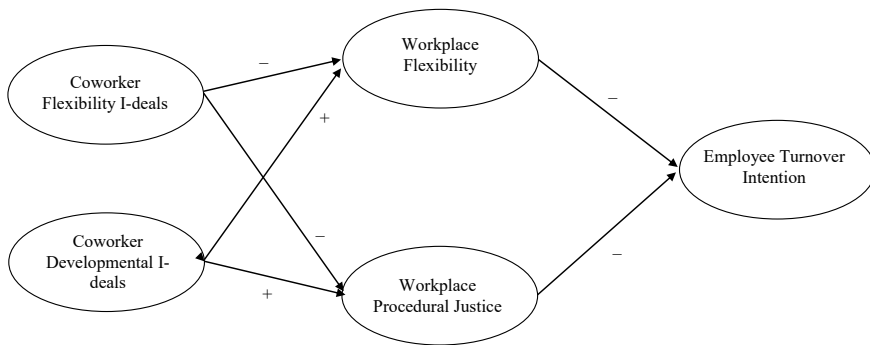 Workplace
Flexibility
–
Coworker
Flexibility I-deals
–
+
Employee Turnover
Intention
–
Coworker
Developmental I-
deals
–
+
Workplace
Procedural Justice